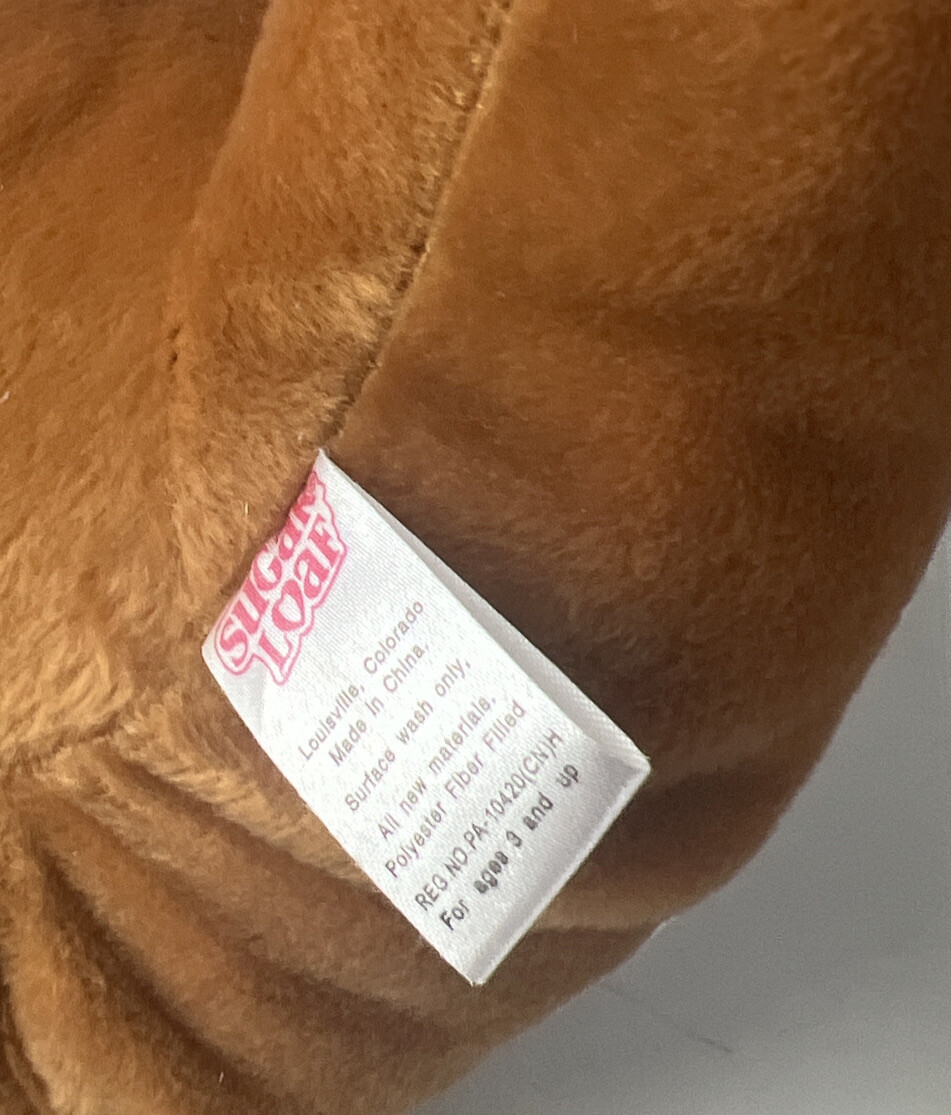 SUGAR
LOAF
Louisville, Colorado
Made in China.
Surface wash only.
All new materials.
Polyester Fiber Filled
REG.NO.PA-10420(CN)H
For ages 3 and up